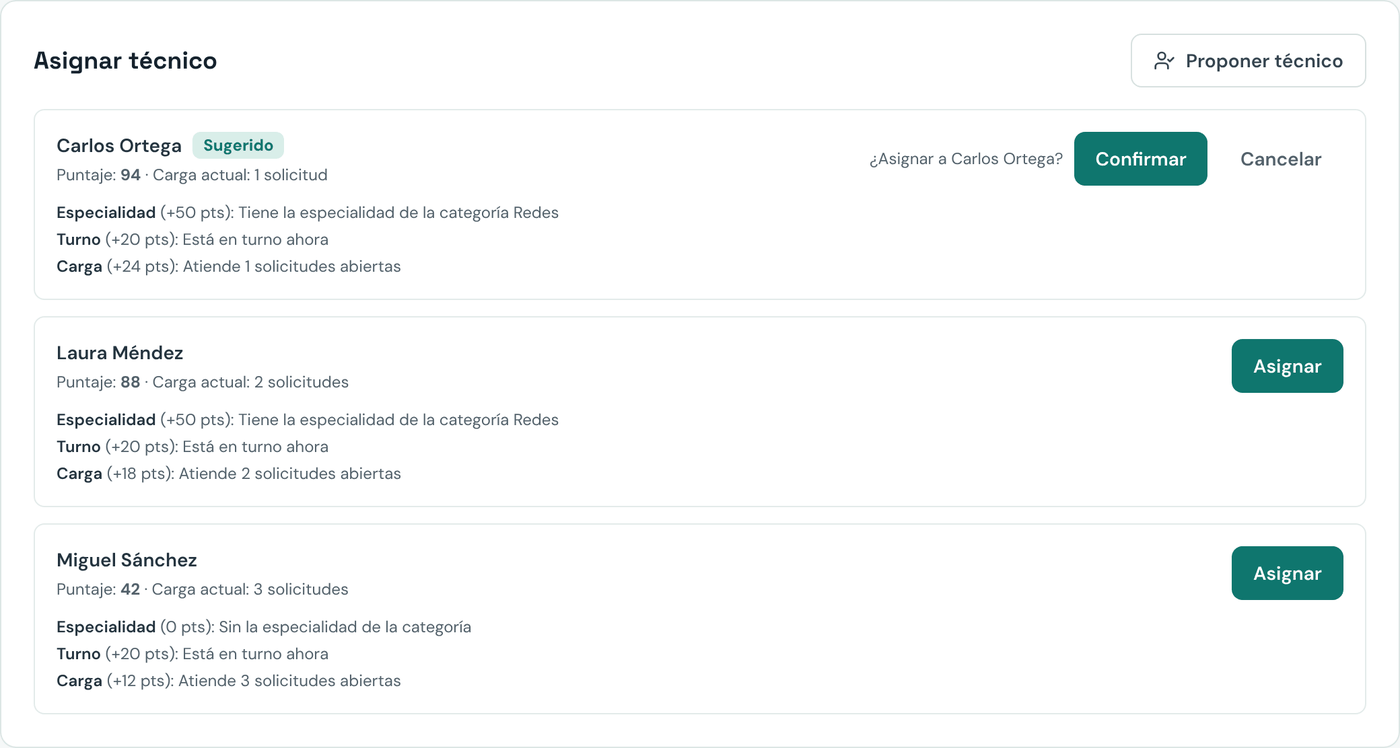 Asignar técnico
Proponer técnico
Carlos Ortega Sugerido
Puntaje: 94 · Carga actual: 1 solicitud
¿Asignar a Carlos Ortega? Confirmar Cancelar
Especialidad (+50 pts): Tiene la especialidad de la categoría Redes
Turno (+20 pts): Está en turno ahora
Carga (+24 pts): Atiende 1 solicitudes abiertas
Laura Méndez
Puntaje: 88 · Carga actual: 2 solicitudes
Asignar
Especialidad (+50 pts): Tiene la especialidad de la categoría Redes
Turno (+20 pts): Está en turno ahora
Carga (+18 pts): Atiende 2 solicitudes abiertas
Miguel Sánchez
Puntaje: 42 · Carga actual: 3 solicitudes
Asignar
Especialidad (0 pts): Sin la especialidad de la categoría
Turno (+20 pts): Está en turno ahora
Carga (+12 pts): Atiende 3 solicitudes abiertas